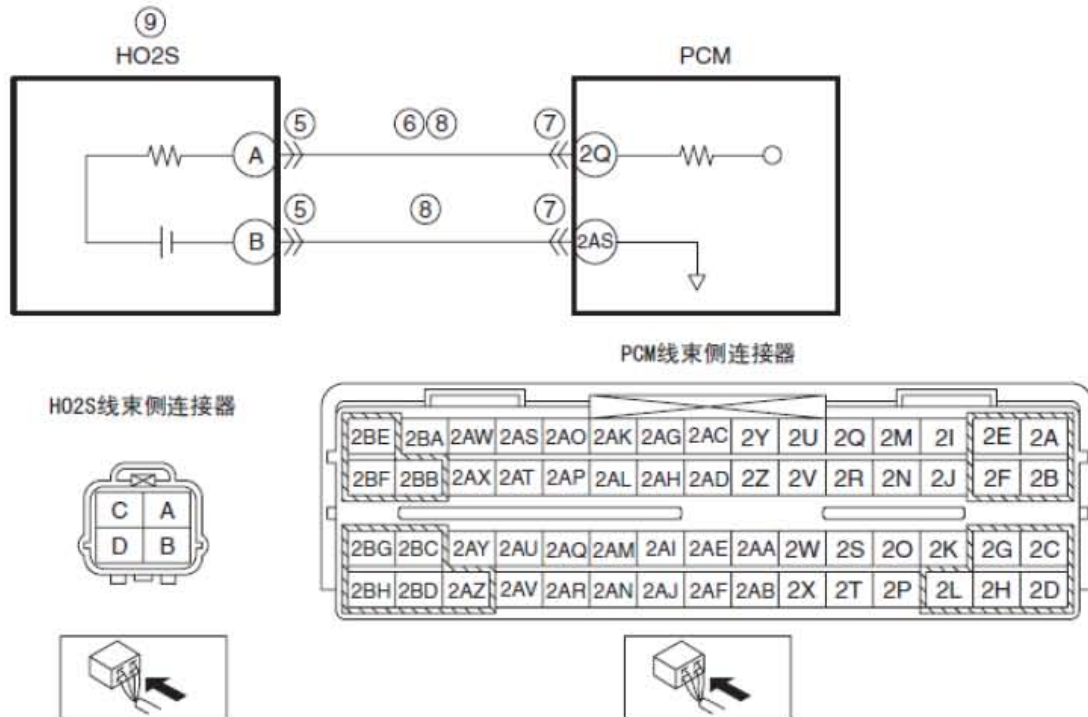 ⑨
HO2S PCM
⑤ ⑥⑧ ⑦
A 2Q
⑤ ⑧ ⑦
B 2AS
PCM线束侧连接器
HO2S线束侧连接器
2BE 2BA 2AW 2AS 2AO 2AK 2AG 2AC 2Y 2U 2Q 2M 2I 2E 2A
2BF 2BB 2AX 2AT 2AP 2AL 2AH 2AD 2Z 2V 2R 2N 2J 2F 2B
C A
D B
2BG 2BC 2AY 2AU 2AQ 2AM 2AI 2AE 2AA 2W 2S 2O 2K 2G 2C
2BH 2BD 2AZ 2AV 2AR 2AN 2AJ 2AF 2AB 2X 2T 2P 2L 2H 2D